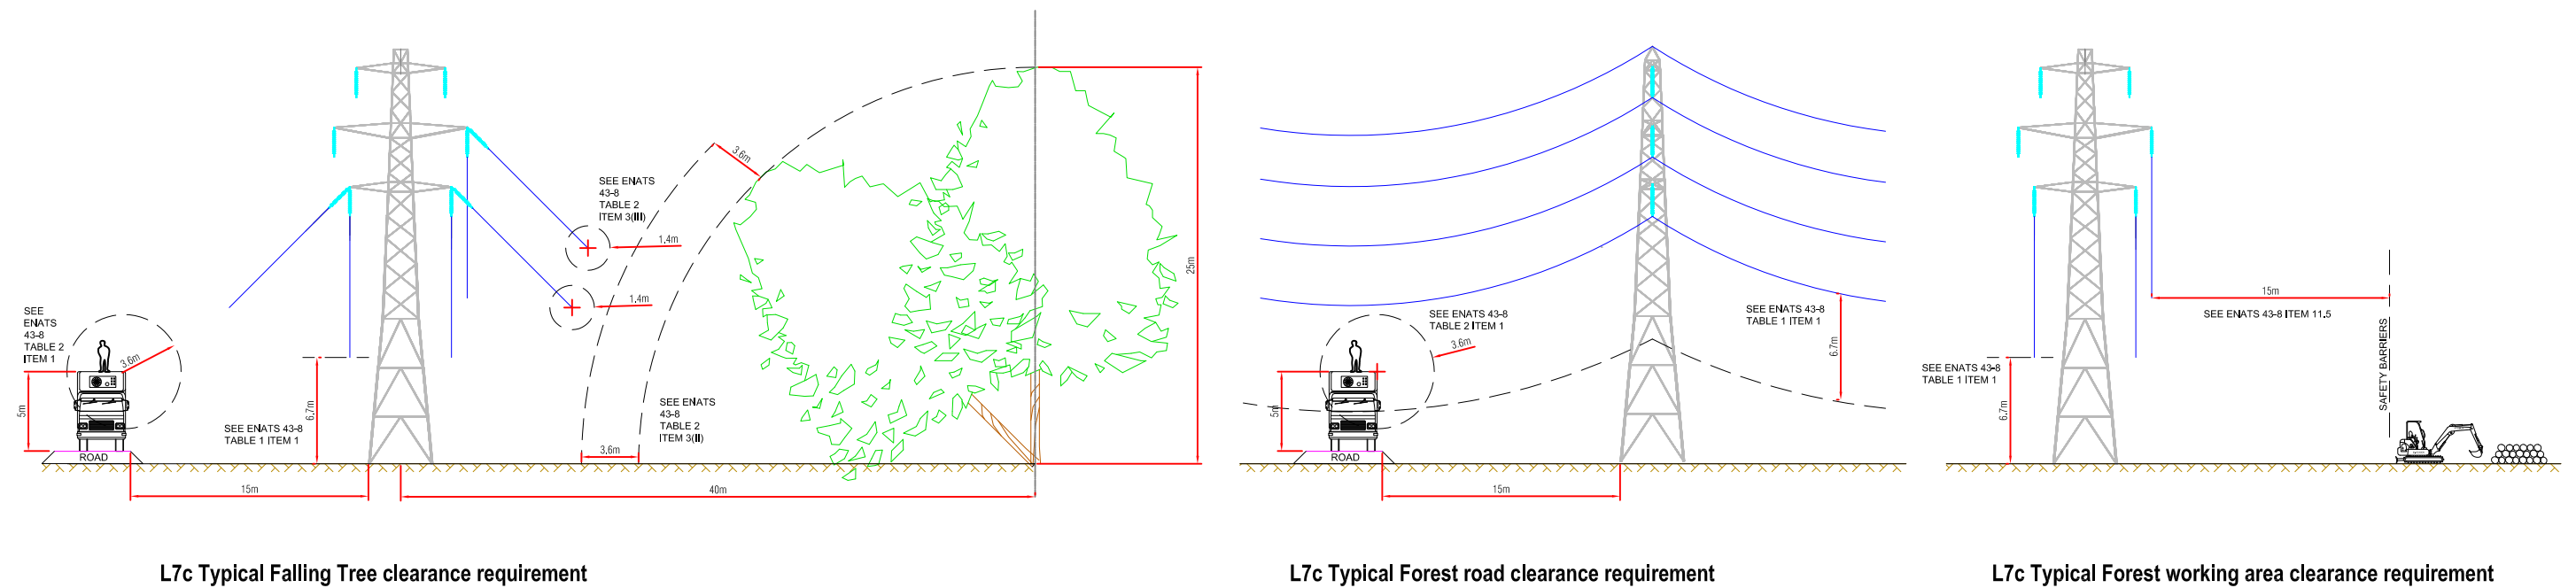 SEE
ENATS
43-8
TABLE 2
ITEM 1
3.6m
5m
ROAD
15m
SEE ENATS 43-8
TABLE 1 ITEM 1
6.7m
SEE ENATS
43-8
TABLE 2
ITEM 3(III)
1.4m
1.4m
3.6m
SEE ENATS
43-8
TABLE 2
ITEM 3(II)
3.6m
40m
25m
L7c Typical Falling Tree clearance requirement
SEE ENATS 43-8
TABLE 2 ITEM 1
3.6m
5m
ROAD
15m
SEE ENATS 43-8
TABLE 1 ITEM 1
6.7m
L7c Typical Forest road clearance requirement
SEE ENATS 43-8
TABLE 1 ITEM 1
6.7m
15m
SEE ENATS 43-8 ITEM 11.5
SAFETY BARRIERS
L7c Typical Forest working area clearance requirement